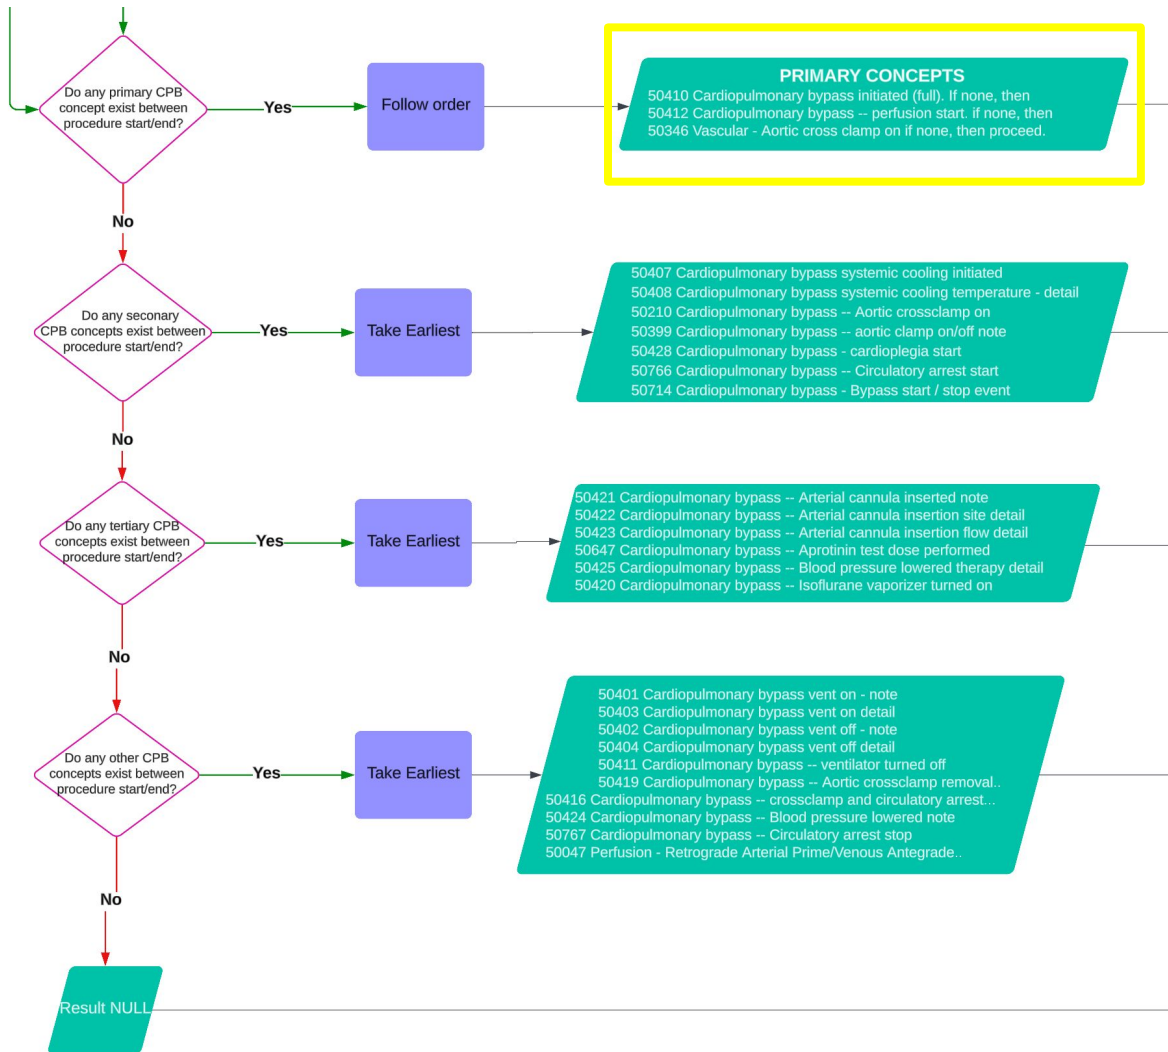 Do any primary CPB
concept exist between
procedure start/end?
Yes
Follow order
PRIMARY CONCEPTS
50410 Cardiopulmonary bypass initiated (full). If none, then
50412 Cardiopulmonary bypass -- perfusion start. if none, then
50346 Vascular - Aortic cross clamp on if none, then proceed.
No
Do any seconary
CPB concepts exist between
procedure start/end?
Yes
Take Earliest
50407 Cardiopulmonary bypass systemic cooling initiated
50408 Cardiopulmonary bypass systemic cooling temperature - detail
50210 Cardiopulmonary bypass -- Aortic crossclamp on
50399 Cardiopulmonary bypass -- aortic clamp on/off note
50428 Cardiopulmonary bypass - cardioplegia start
50766 Cardiopulmonary bypass -- Circulatory arrest start
50714 Cardiopulmonary bypass - Bypass start / stop event
No
Do any tertiary CPB
concepts exist between
procedure start/end?
Yes
Take Earliest
50421 Cardiopulmonary bypass -- Arterial cannula inserted note
50422 Cardiopulmonary bypass -- Arterial cannula insertion site detail
50423 Cardiopulmonary bypass -- Arterial cannula insertion flow detail
50647 Cardiopulmonary bypass -- Aprotinin test dose performed
50425 Cardiopulmonary bypass -- Blood pressure lowered therapy detail
50420 Cardiopulmonary bypass -- Isoflurane vaporizer turned on
No
Do any other CPB
concepts exist between
procedure start/end?
Yes
Take Earliest
50401 Cardiopulmonary bypass vent on - note
50403 Cardiopulmonary bypass vent on detail
50402 Cardiopulmonary bypass vent off - note
50404 Cardiopulmonary bypass vent off detail
50411 Cardiopulmonary bypass -- ventilator turned off
50419 Cardiopulmonary bypass -- Aortic crossclamp removal..
50416 Cardiopulmonary bypass -- crossclamp and circulatory arrest...
50424 Cardiopulmonary bypass -- Blood pressure lowered note
50767 Cardiopulmonary bypass -- Circulatory arrest stop
50047 Perfusion - Retrograde Arterial Prime/Venous Antegrade..
No
Result NULL